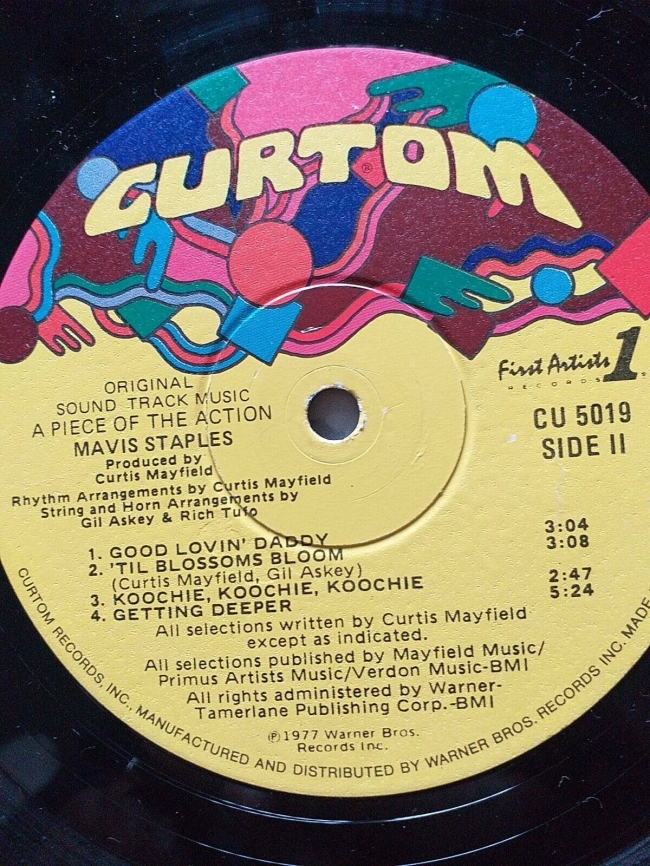 CURTOM®
First Artists 1
RECORDS
CU 5019
SIDE II
ORIGINAL
SOUND TRACK MUSIC
A PIECE OF THE ACTION
MAVIS STAPLES
Produced by
Curtis Mayfield
Rhythm Arrangements by Curtis Mayfield
String and Horn Arrangements by
Gil Askey & Rich Tufo
1. GOOD LOVIN' DADDY 3:04
2. 'TIL BLOSSOMS BLOOM 3:08
(Curtis Mayfield, Gil Askey)
3. KOOCHIE, KOOCHIE, KOOCHIE 2:47
4. GETTING DEEPER 5:24
All selections written by Curtis Mayfield
except as indicated.
All selections published by Mayfield Music/
Primus Artists Music/Verdon Music-BMI
All rights administered by Warner-
Tamerlane Publishing Corp.-BMI
℗1977 Warner Bros.
Records Inc.
CURTOM RECORDS, INC., MANUFACTURED AND DISTRIBUTED BY WARNER BROS. RECORDS INC. MADE